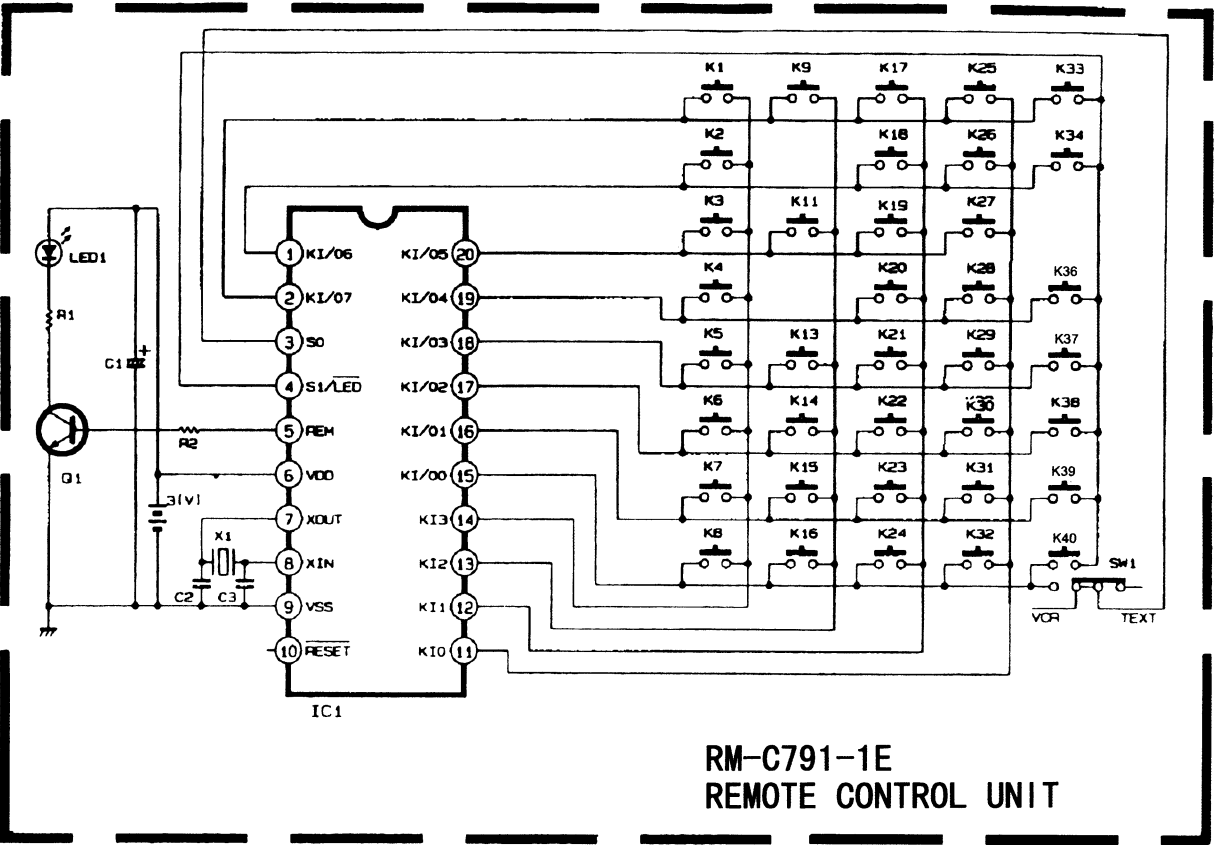 K1 K9 K17 K25 K33
K2 K18 K26 K34
K3 K11 K19 K27
K4 K20 K28 K36
K5 K13 K21 K29 K37
K6 K14 K22 K30 K38
K7 K15 K23 K31 K39
K8 K16 K24 K32 K40
SW1
VCR TEXT
LED1
R1
C1 +
Q1
R2
3(V)
X1
C2 C3
1 KI/06 KI/05 20
2 KI/07 KI/04 19
3 SO KI/03 18
4 S1/LED KI/02 17
5 REM KI/01 16
6 VDD KI/00 15
7 XOUT KI3 14
8 XIN KI2 13
9 VSS KI1 12
10 RESET KI0 11
IC1
RM-C791-1E
REMOTE CONTROL UNIT